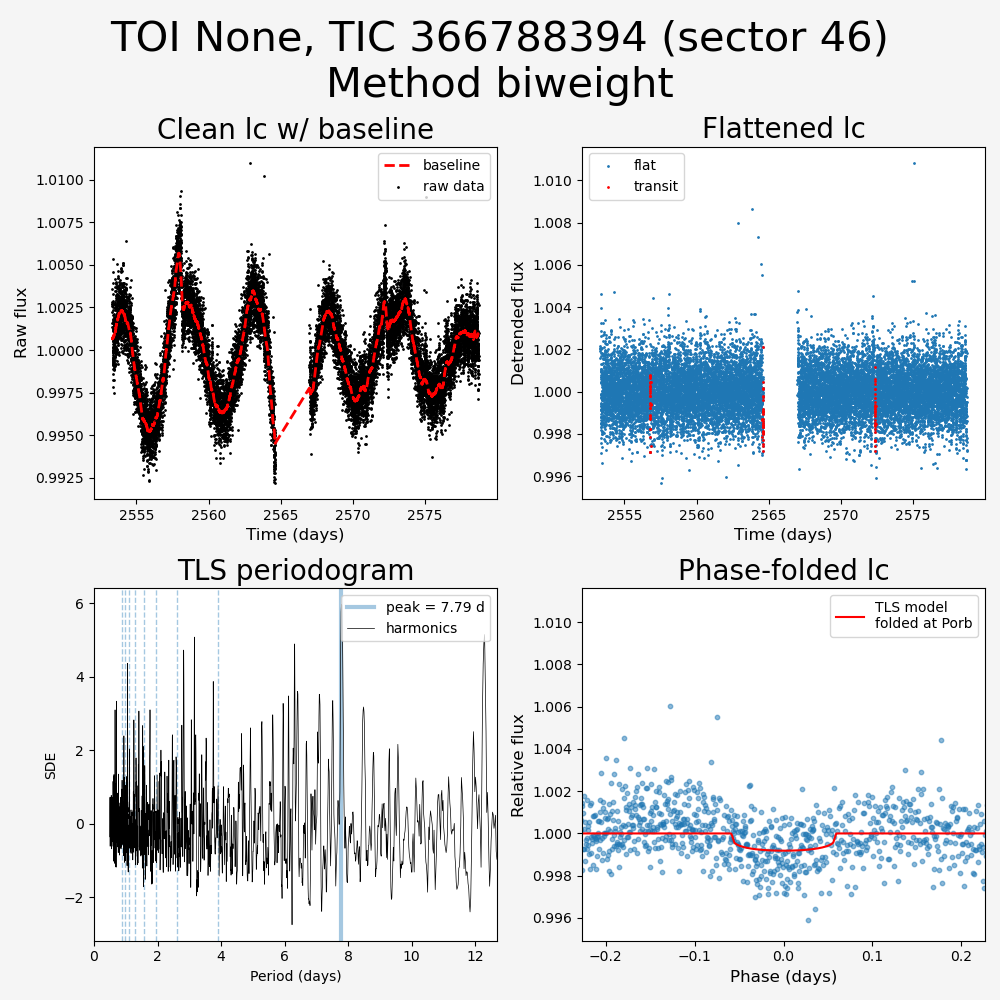 TOI None, TIC 366788394 (sector 46)
Method biweight
Clean lc w/ baseline
baseline
raw data
1.0100
1.0075
1.0050
1.0025
1.0000
0.9975
0.9950
0.9925
Raw flux
2555 2560 2565 2570 2575
Time (days)
Flattened lc
flat
transit
1.010
1.008
1.006
1.004
1.002
1.000
0.998
0.996
Detrended flux
2555 2560 2565 2570 2575
Time (days)
TLS periodogram
peak = 7.79 d
harmonics
6
4
2
0
−2
SDE
0 2 4 6 8 10 12
Period (days)
Phase-folded lc
TLS model
folded at Porb
1.010
1.008
1.006
1.004
1.002
1.000
0.998
0.996
Relative flux
−0.2 −0.1 0.0 0.1 0.2
Phase (days)